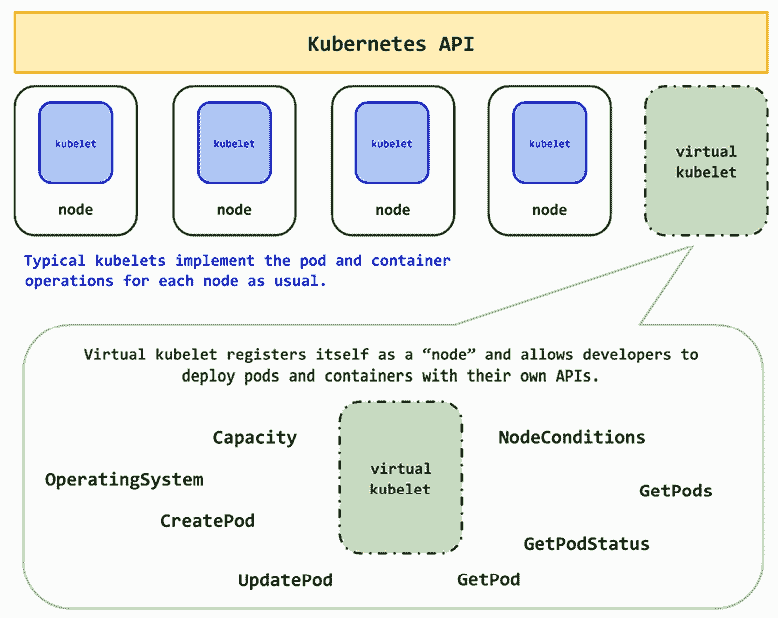 Kubernetes API
kubelet
node
kubelet
node
kubelet
node
kubelet
node
virtual
kubelet
Typical kubelets implement the pod and container
operations for each node as usual.
Virtual kubelet registers itself as a “node” and allows developers to
deploy pods and containers with their own APIs.
Capacity
NodeConditions
virtual
kubelet
OperatingSystem
GetPods
CreatePod
GetPodStatus
UpdatePod
GetPod